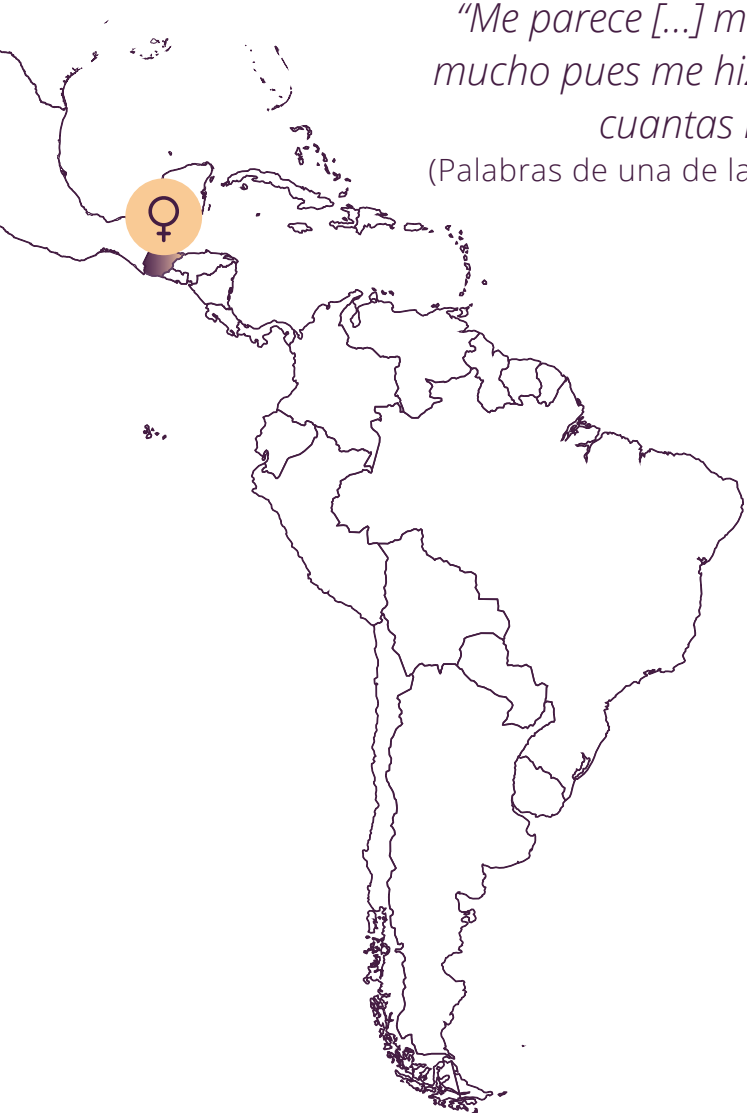 “Me parece [...] m
mucho pues me hi
cuantas
(Palabras de una de la